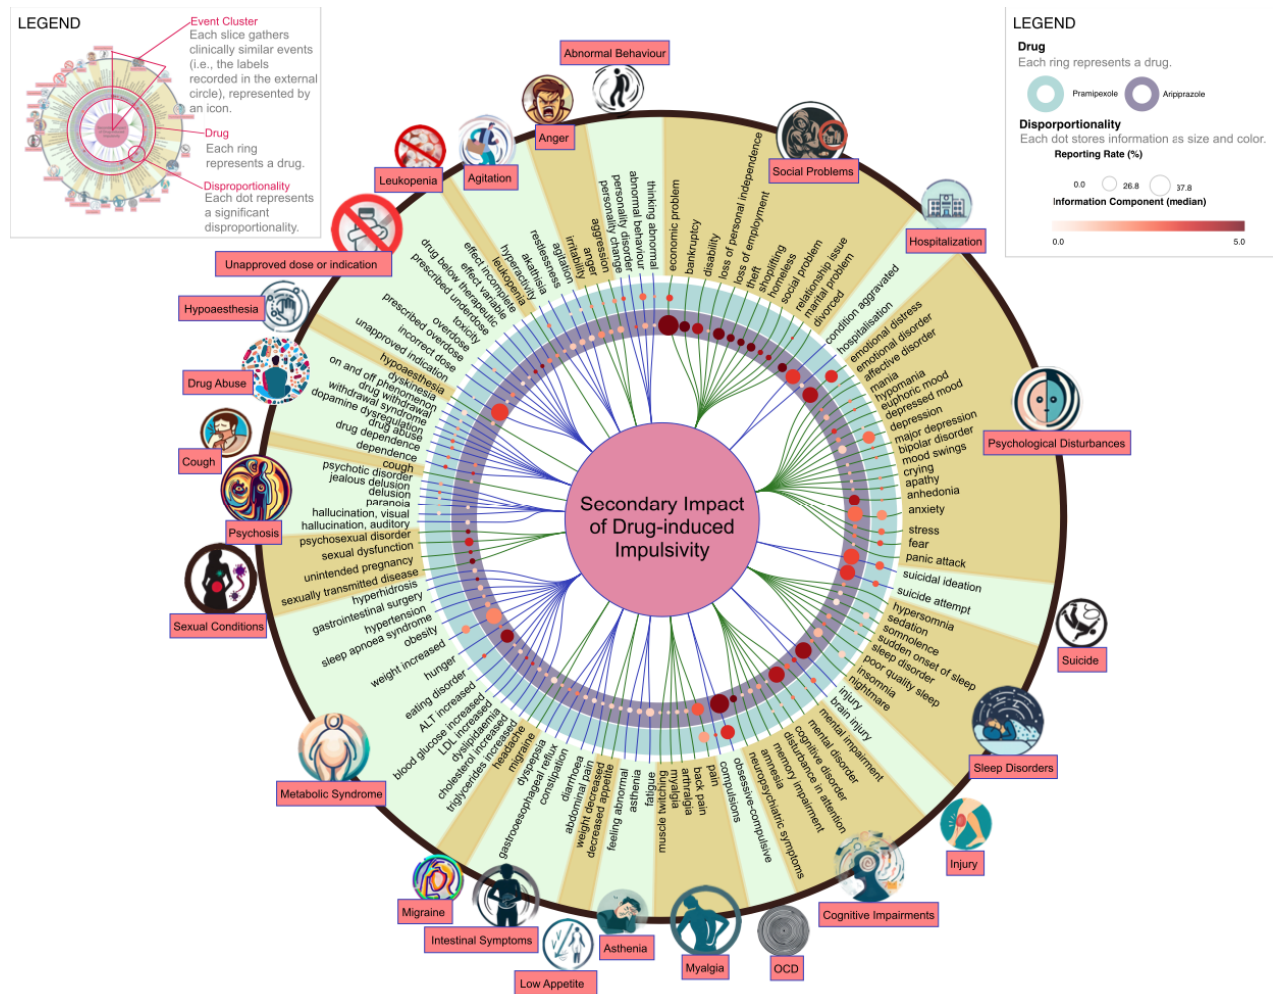 LEGEND
Event Cluster
Each slice gathers
clinically similar events
(i.e., the labels
recorded in the external
circle), represented by
an icon.
Drug
Each ring
represents a drug.
Disproportionality
Each dot represents
a significant
disproportionality.
LEGEND
Drug
Each ring represents a drug.
Pramipexole
Aripiprazole
Disporportionality
Each dot stores information as size and color.
Reporting Rate (%)
0.0
26.8
37.8
Information Component (median)
0.0
5.0
Abnormal Behaviour
Social Problems
Hospitalization
Psychological Disturbances
Suicide
Sleep Disorders
Injury
Cognitive Impairments
OCD
Myalgia
Asthenia
Low Appetite
Intestinal Symptoms
Migraine
Metabolic Syndrome
Sexual Conditions
Psychosis
Cough
Drug Abuse
Hypoaesthesia
Unapproved dose or indication
Leukopenia
Agitation
Anger
economic problem
bankruptcy
disability
loss of personal independence
loss of employment
theft
shoplifting
homeless
social problem
relationship issue
marital problem
divorced
condition aggravated
hospitalisation
emotional distress
emotional disorder
affective disorder
mania
hypomania
euphoric mood
depressed mood
depression
major depression
bipolar disorder
mood swings
crying
apathy
anhedonia
anxiety
stress
fear
panic attack
suicidal ideation
suicide attempt
hypersomnia
sedation
somnolence
sudden onset of sleep
sleep disorder
poor quality sleep
insomnia
nightmare
injury
brain injury
mental impairment
mental disorder
cognitive disorder
disturbance in attention
memory impairment
amnesia
neuropsychiatric symptoms
obsessive-compulsive
compulsions
pain
back pain
arthralgia
myalgia
muscle twitching
fatigue
asthenia
feeling abnormal
decreased appetite
weight decreased
abdominal pain
diarrhoea
constipation
gastrooesophageal reflux
dyspepsia
migraine
headache
triglycerides increased
cholesterol increased
dyslipidaemia
LDL increased
blood glucose increased
ALT increased
eating disorder
hunger
weight increased
obesity
sleep apnoea syndrome
hypertension
gastrointestinal surgery
hyperhidrosis
sexually transmitted disease
unintended pregnancy
sexual dysfunction
psychosexual disorder
hallucination, auditory
hallucination, visual
paranoia
delusion
jealous delusion
psychotic disorder
cough
dependence
drug dependence
drug abuse
dopamine dysregulation
withdrawal syndrome
drug withdrawal
on and off phenomenon
dyskinesia
hypoaesthesia
unapproved indication
incorrect dose
overdose
prescribed overdose
toxicity
prescribed underdose
drug below therapeutic
effect variable
effect incomplete
leukopenia
hyperactivity
akathisia
restlessness
agitation
irritability
anger
aggression
personality change
personality disorder
abnormal behaviour
thinking abnormal
Secondary Impact
of Drug-induced
Impulsivity